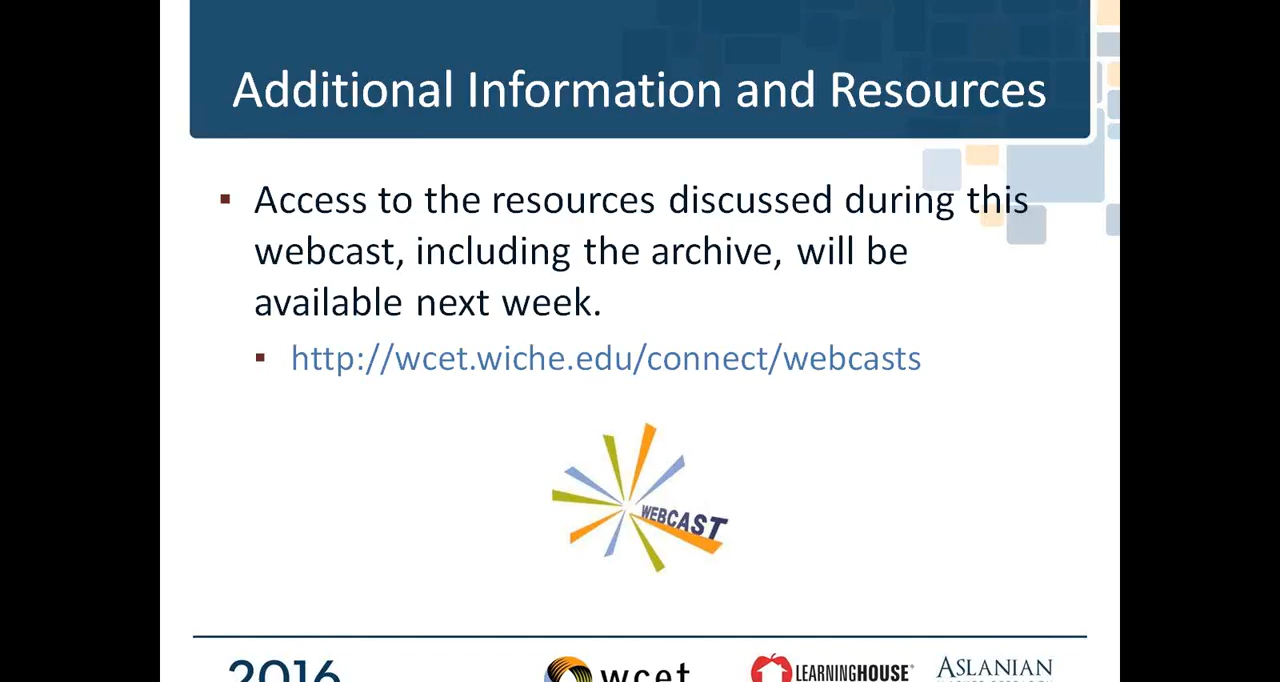 Additional Information and Resources
Access to the resources discussed during this
webcast, including the archive, will be
available next week.
http://wcet.wiche.edu/connect/webcasts
WEBCAST
2016
wcet
LEARNINGHOUSE®
ASLANIAN